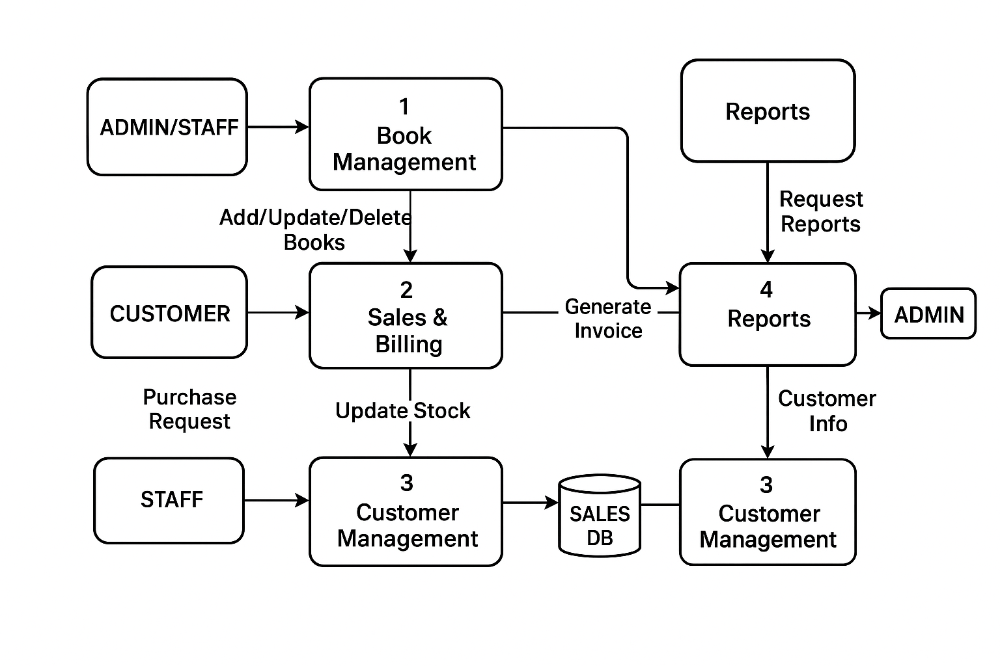 ADMIN/STAFF
1
Book
Management
Reports
Add/Update/Delete
Books
Request
Reports
CUSTOMER
2
Sales &
Billing
Generate
Invoice
4
Reports
ADMIN
Purchase
Request
Update Stock
Customer
Info
STAFF
3
Customer
Management
SALES
DB
3
Customer
Management